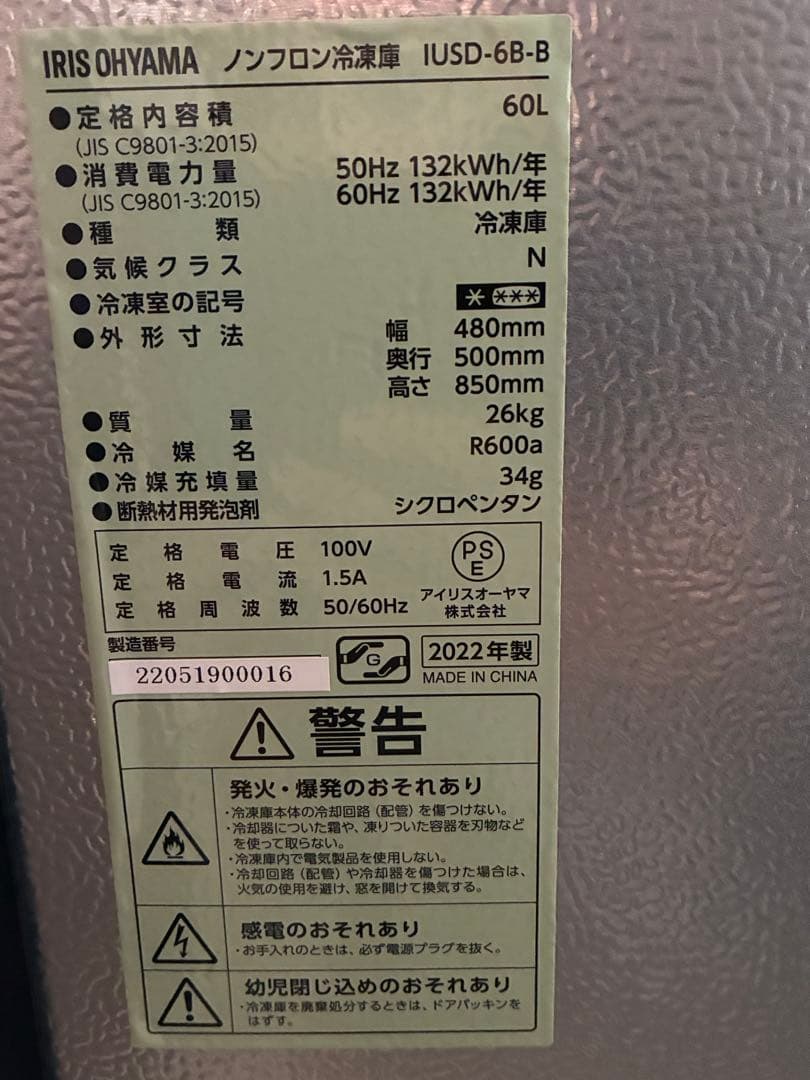 IRIS OHYAMA ノンフロン冷凍庫 IUSD-6B-B
●定格内容積 60L
(JIS C9801-3:2015)
●消費電力量 50Hz 132kWh/年
(JIS C9801-3:2015) 60Hz 132kWh/年
●種類 冷凍庫
●気候クラス N
●冷凍室の記号 * ***
●外形寸法 幅 480mm
奥行 500mm
高さ 850mm
●質量 26kg
●冷媒名 R600a
●冷媒充填量 34g
●断熱材用発泡剤 シクロペンタン
定格電圧 100V
定格電流 1.5A
定格周波数 50/60Hz
PS
E
アイリスオーヤマ
株式会社
製造番号
22051900016
G
2022年製
MADE IN CHINA
警告
発火・爆発のおそれあり
・冷凍庫本体の冷却回路（配管）を傷つけない。
・冷却器についた霜や、凍りついた容器を刃物など
を使って取らない。
・冷凍庫内で電気製品を使用しない。
・冷却回路（配管）や冷却器を傷つけた場合は、
火気の使用を避け、窓を開けて換気する。
感電のおそれあり
・お手入れのときは、必ず電源プラグを抜く。
幼児閉じ込めのおそれあり
・冷凍庫を廃棄処分するときは、ドアパッキンを
はずす。